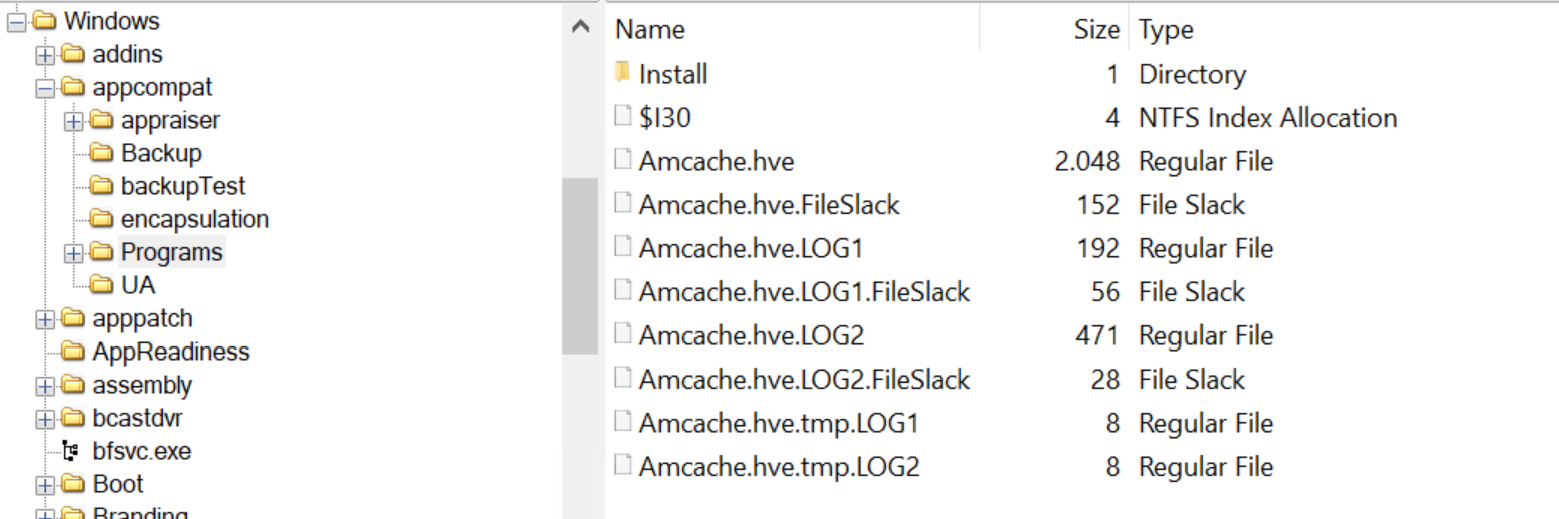 Windows
addins
appcompat
appraiser
Backup
backupTest
encapsulation
Programs
UA
apppatch
AppReadiness
assembly
bcastdvr
bfsvc.exe
Boot
Branding
Name Size Type
Install 1 Directory
$I30 4 NTFS Index Allocation
Amcache.hve 2.048 Regular File
Amcache.hve.FileSlack 152 File Slack
Amcache.hve.LOG1 192 Regular File
Amcache.hve.LOG1.FileSlack 56 File Slack
Amcache.hve.LOG2 471 Regular File
Amcache.hve.LOG2.FileSlack 28 File Slack
Amcache.hve.tmp.LOG1 8 Regular File
Amcache.hve.tmp.LOG2 8 Regular File